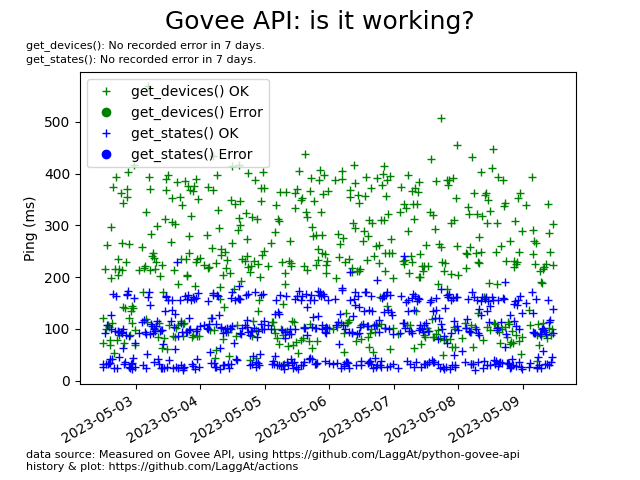 Govee API: is it working?
get_devices(): No recorded error in 7 days.
get_states(): No recorded error in 7 days.
get_devices() OK
get_devices() Error
get_states() OK
get_states() Error
Ping (ms)
500
400
300
200
100
0
2023-05-03
2023-05-04
2023-05-05
2023-05-06
2023-05-07
2023-05-08
2023-05-09
data source: Measured on Govee API, using https://github.com/LaggAt/python-govee-api
history & plot: https://github.com/LaggAt/actions